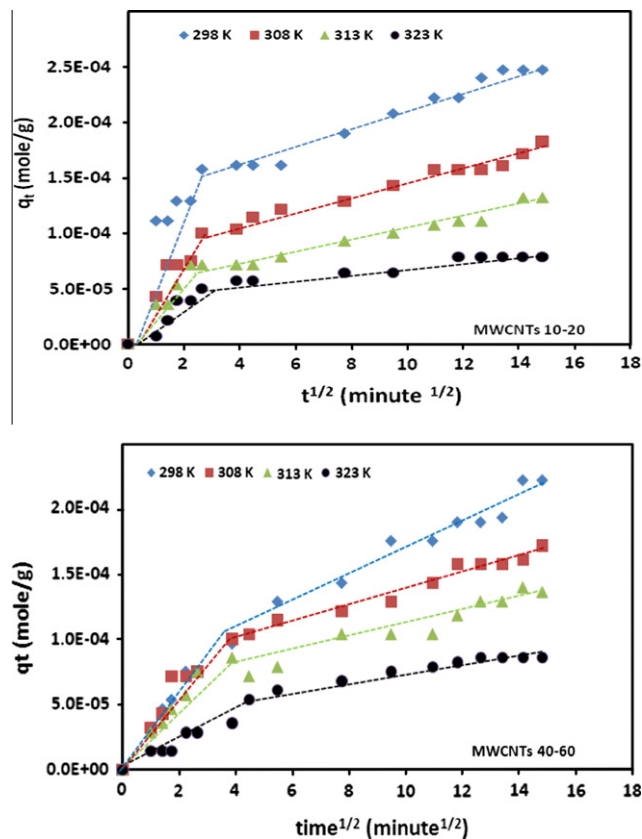 298 K 308 K 313 K 323 K
2.5E-04
2.0E-04
1.5E-04
1.0E-04
5.0E-05
0.0E+00
qt (mole/g)
0 2 4 6 8 10 12 14 16 18
MWCNTs 10-20
t1/2 (minute 1/2)
298 K 308 K 313 K 323 K
2.0E-04
1.5E-04
1.0E-04
5.0E-05
0.0E+00
qt (mole/g)
0 2 4 6 8 10 12 14 16 18
MWCNTs 40-60
time1/2 (minute1/2)